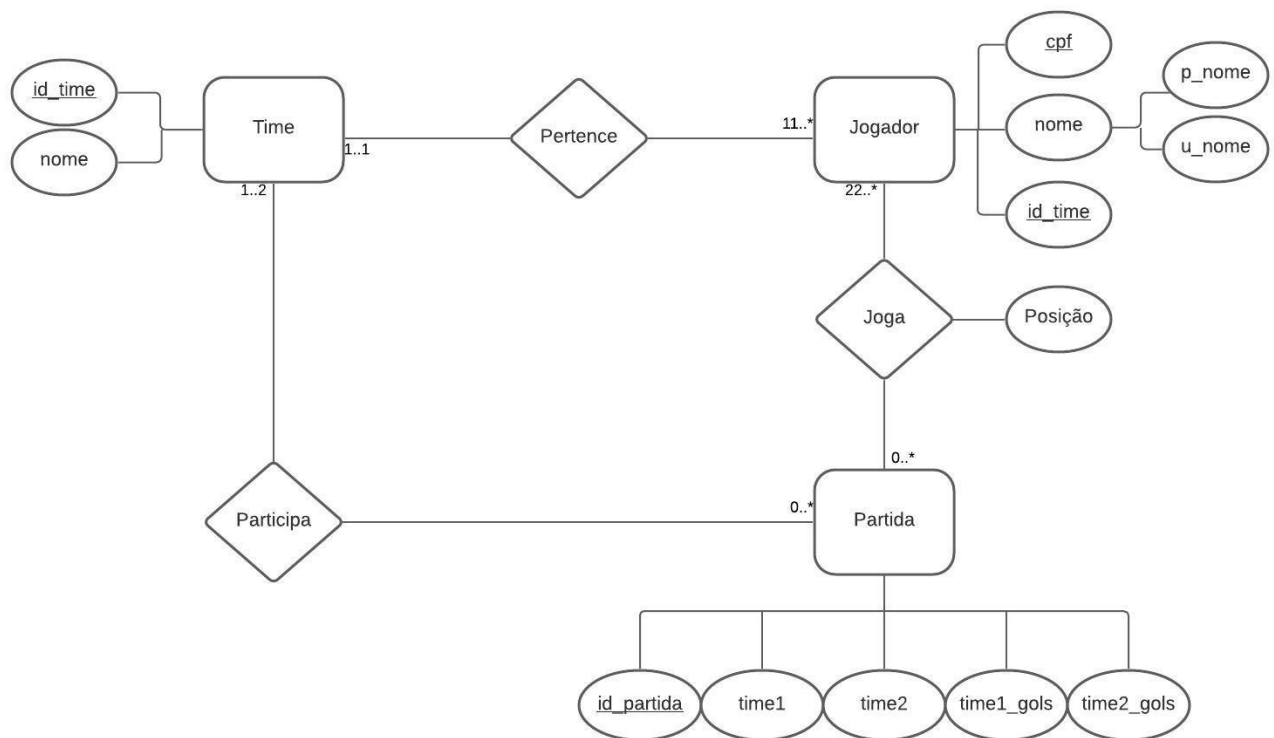 cpf
p_nome
id_time
Time
Pertence
11..*
Jogador
nome
nome
1..1
u_nome
1..2
22..*
id_time
Joga
Posição
0..*
Participa
0..*
Partida
id_partida
time1
time2
time1_gols
time2_gols